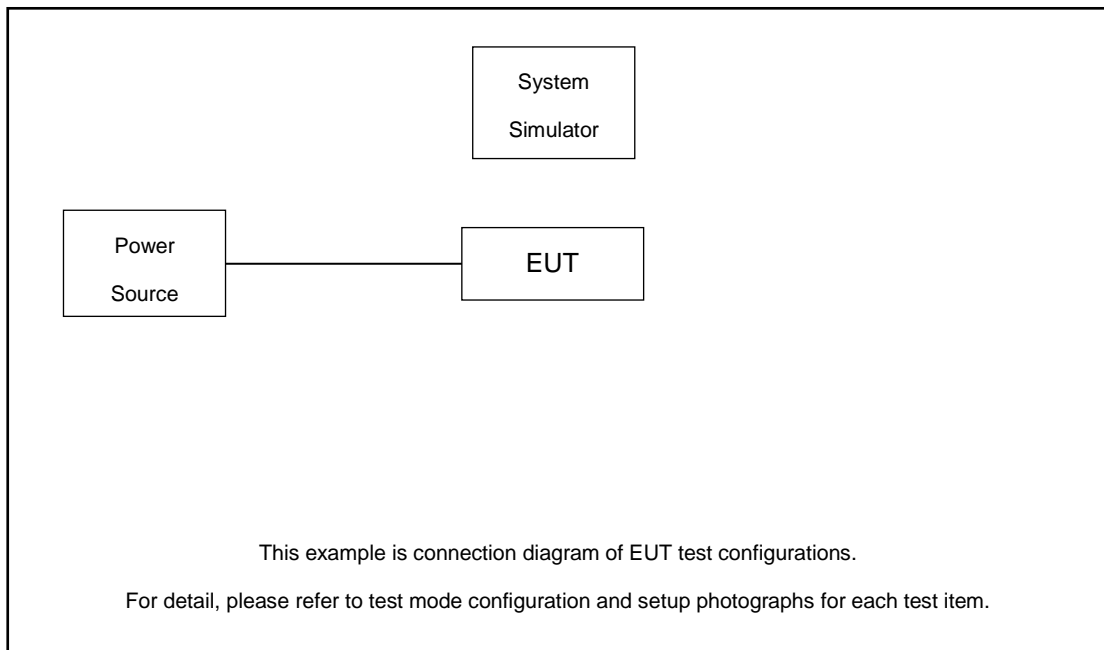 System
Simulator
Power
Source
EUT
This example is connection diagram of EUT test configurations.
For detail, please refer to test mode configuration and setup photographs for each test item.